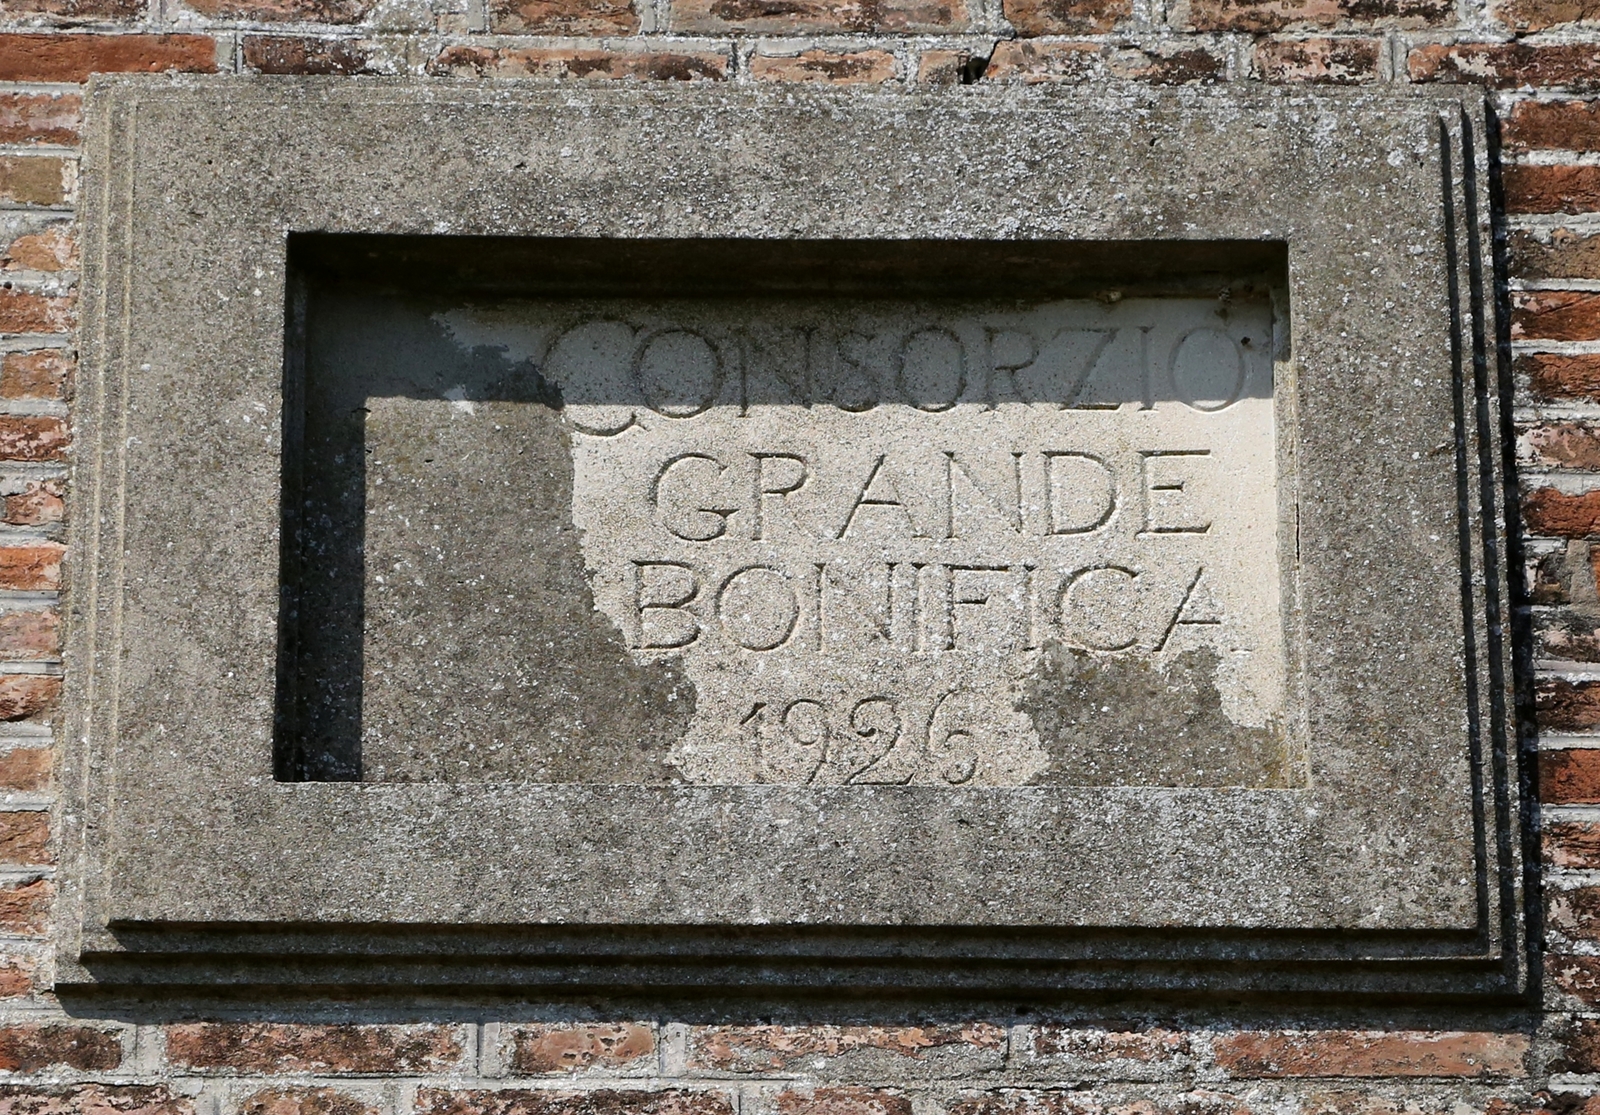 CONSORZIO
GRANDE
BONIFICA
1926